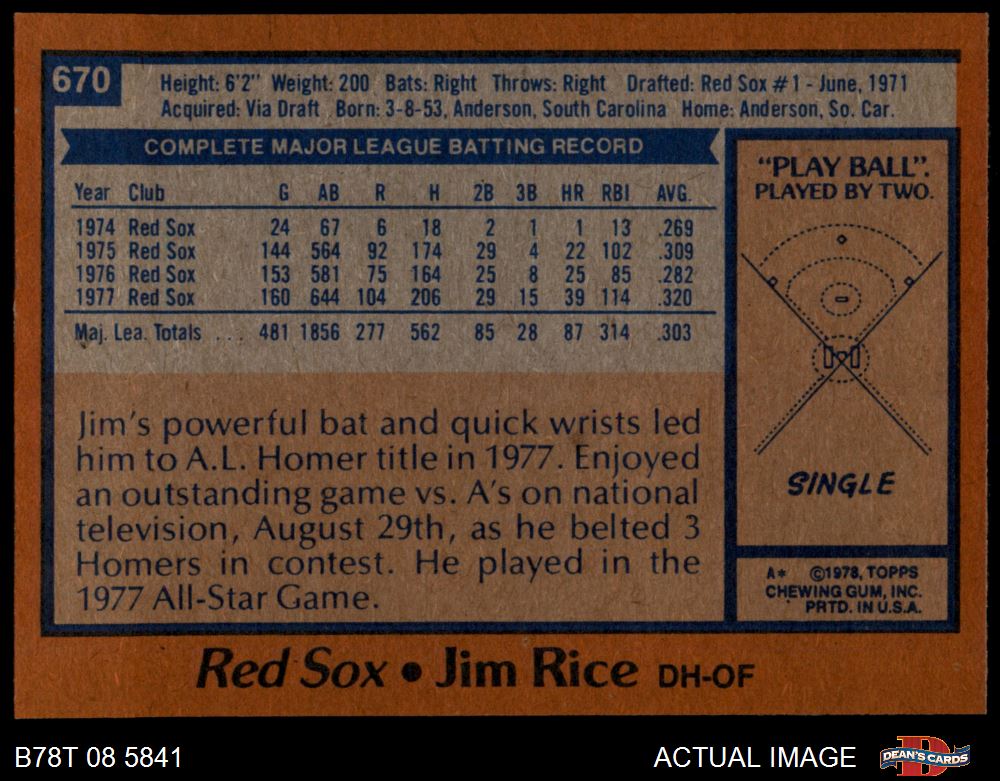 670
Height: 6'2" Weight: 200 Bats: Right Throws: Right Drafted: Red Sox #1 - June, 1971
Acquired: Via Draft Born: 3-8-53, Anderson, South Carolina Home: Anderson, So. Car.
COMPLETE MAJOR LEAGUE BATTING RECORD
Year Club G AB R H 2B 3B HR RBI AVG.
1974 Red Sox 24 67 6 18 2 1 1 13 .269
1975 Red Sox 144 564 92 174 29 4 22 102 .309
1976 Red Sox 153 581 75 164 25 8 25 85 .282
1977 Red Sox 160 644 104 206 29 15 39 114 .320
Maj. Lea. Totals . . . 481 1856 277 562 85 28 87 314 .303
Jim's powerful bat and quick wrists led
him to A.L. Homer title in 1977. Enjoyed
an outstanding game vs. A's on national
television, August 29th, as he belted 3
Homers in contest. He played in the
1977 All-Star Game.
"PLAY BALL".
PLAYED BY TWO.
SINGLE
A* ©1978, TOPPS
CHEWING GUM, INC.
PRTD. IN U.S.A.
Red Sox • Jim Rice DH-OF
B78T 08 5841
ACTUAL IMAGE
DEAN'S CARDS